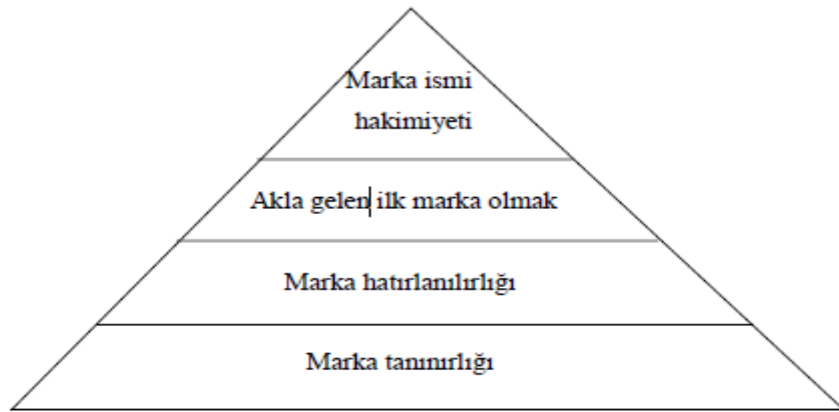 Marka ismi
hakimiyeti
Akla gelen ilk marka olmak
Marka hatırlanılırlığı
Marka tanınırlığı